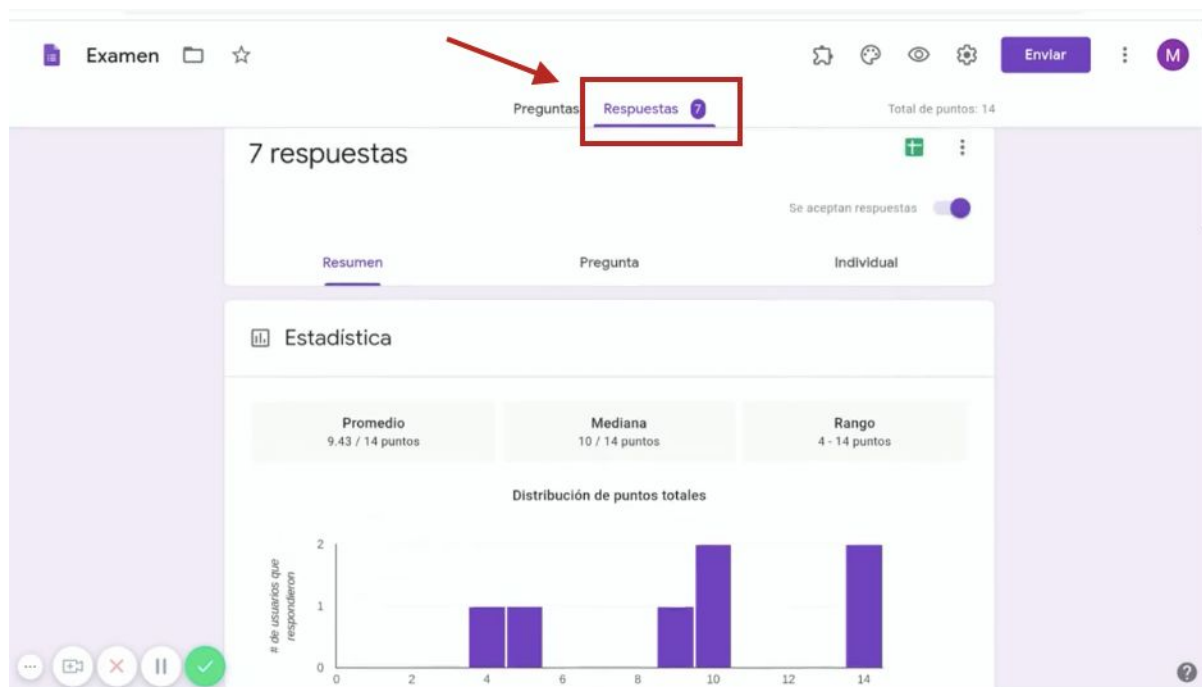 Examen
Enviar
M
Preguntas
Respuestas 7
Total de puntos: 14
7 respuestas
Se aceptan respuestas
Resumen
Pregunta
Individual
Estadística
Promedio
9.43 / 14 puntos
Mediana
10 / 14 puntos
Rango
4 - 14 puntos
Distribución de puntos totales
# de usuarios que
respondieron
2
1
0
0 2 4 6 8 10 12 14